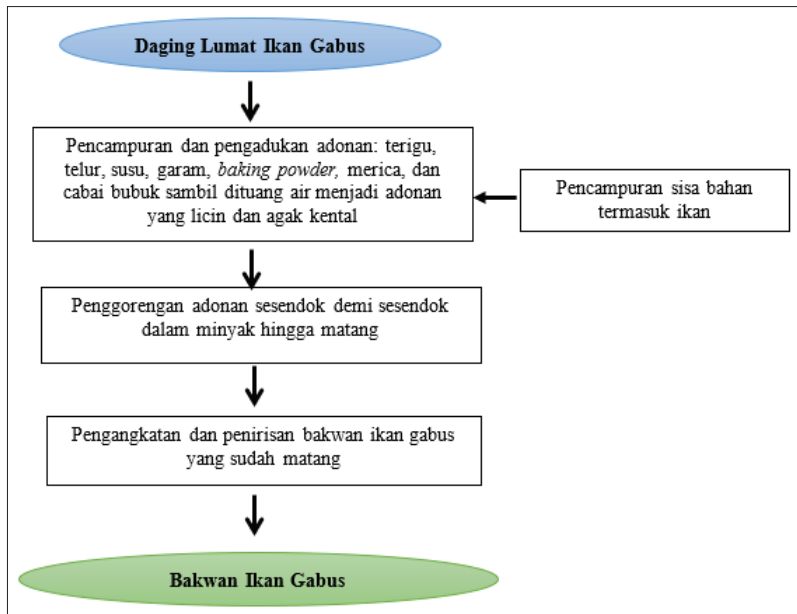 Daging Lumat Ikan Gabus
Pencampuran dan pengadukan adonan: terigu,
telur, susu, garam, baking powder, merica, dan
cabai bubuk sambil dituang air menjadi adonan
yang licin dan agak kental
Pencampuran sisa bahan
termasuk ikan
Penggorengan adonan sesendok demi sesendok
dalam minyak hingga matang
Pengangkatan dan penirisan bakwan ikan gabus
yang sudah matang
Bakwan Ikan Gabus